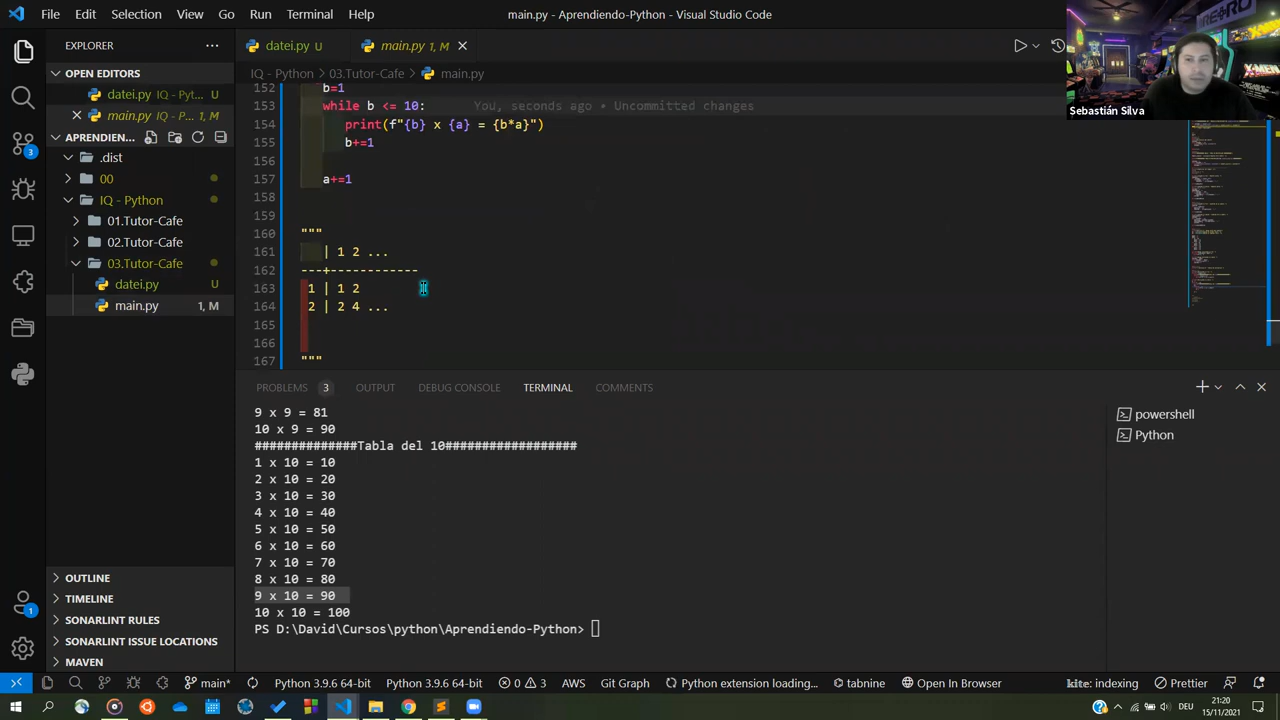 File Edit Selection View Go Run Terminal Help
main.py - Aprendiendo-Python - Visual Studio Code
RETRO
X-MEN
Sebastián Silva
EXPLORER
datei.py U
main.py 1, M
OPEN EDITORS
datei.py IQ - Pyt... U
main.py IQ - P... 1, M
APRENDIEN...
.dist
00
IQ - Python
01.Tutor-Cafe
02.Tutor-Cafe
03.Tutor-Cafe
datei.py U
main.py 1, M
OUTLINE
TIMELINE
SONARLINT RULES
SONARLINT ISSUE LOCATIONS
MAVEN
3
1
IQ - Python > 03.Tutor-Cafe > main.py
152 b=1
153 while b <= 10: You, seconds ago • Uncommitted changes
154 print(f"{b} x {a} = {b*a}")
155 b+=1
156
157 a+=1
158
159
160 """
161 | 1 2 ...
162 ---+------------
163 1 | 1 2
164 2 | 2 4 ...
165
166
167 """
PROBLEMS 3 OUTPUT DEBUG CONSOLE TERMINAL COMMENTS
powershell
Python
9 x 9 = 81
10 x 9 = 90
##############Tabla del 10##################
1 x 10 = 10
2 x 10 = 20
3 x 10 = 30
4 x 10 = 40
5 x 10 = 50
6 x 10 = 60
7 x 10 = 70
8 x 10 = 80
9 x 10 = 90
10 x 10 = 100
PS D:\David\Cursos\python\Aprendiendo-Python>
main* Python 3.9.6 64-bit Python 3.9.6 64-bit 0 3 AWS Git Graph Python extension loading... tabnine Open In Browser kite: indexing Prettier
DEU
21:20
15/11/2021